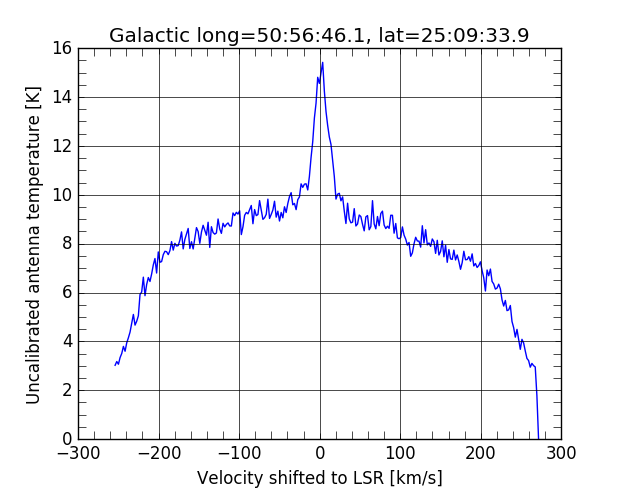 Galactic long=50:56:46.1, lat=25:09:33.9
Uncalibrated antenna temperature [K]
16
14
12
10
8
6
4
2
0
−300 −200 −100 0 100 200 300
Velocity shifted to LSR [km/s]